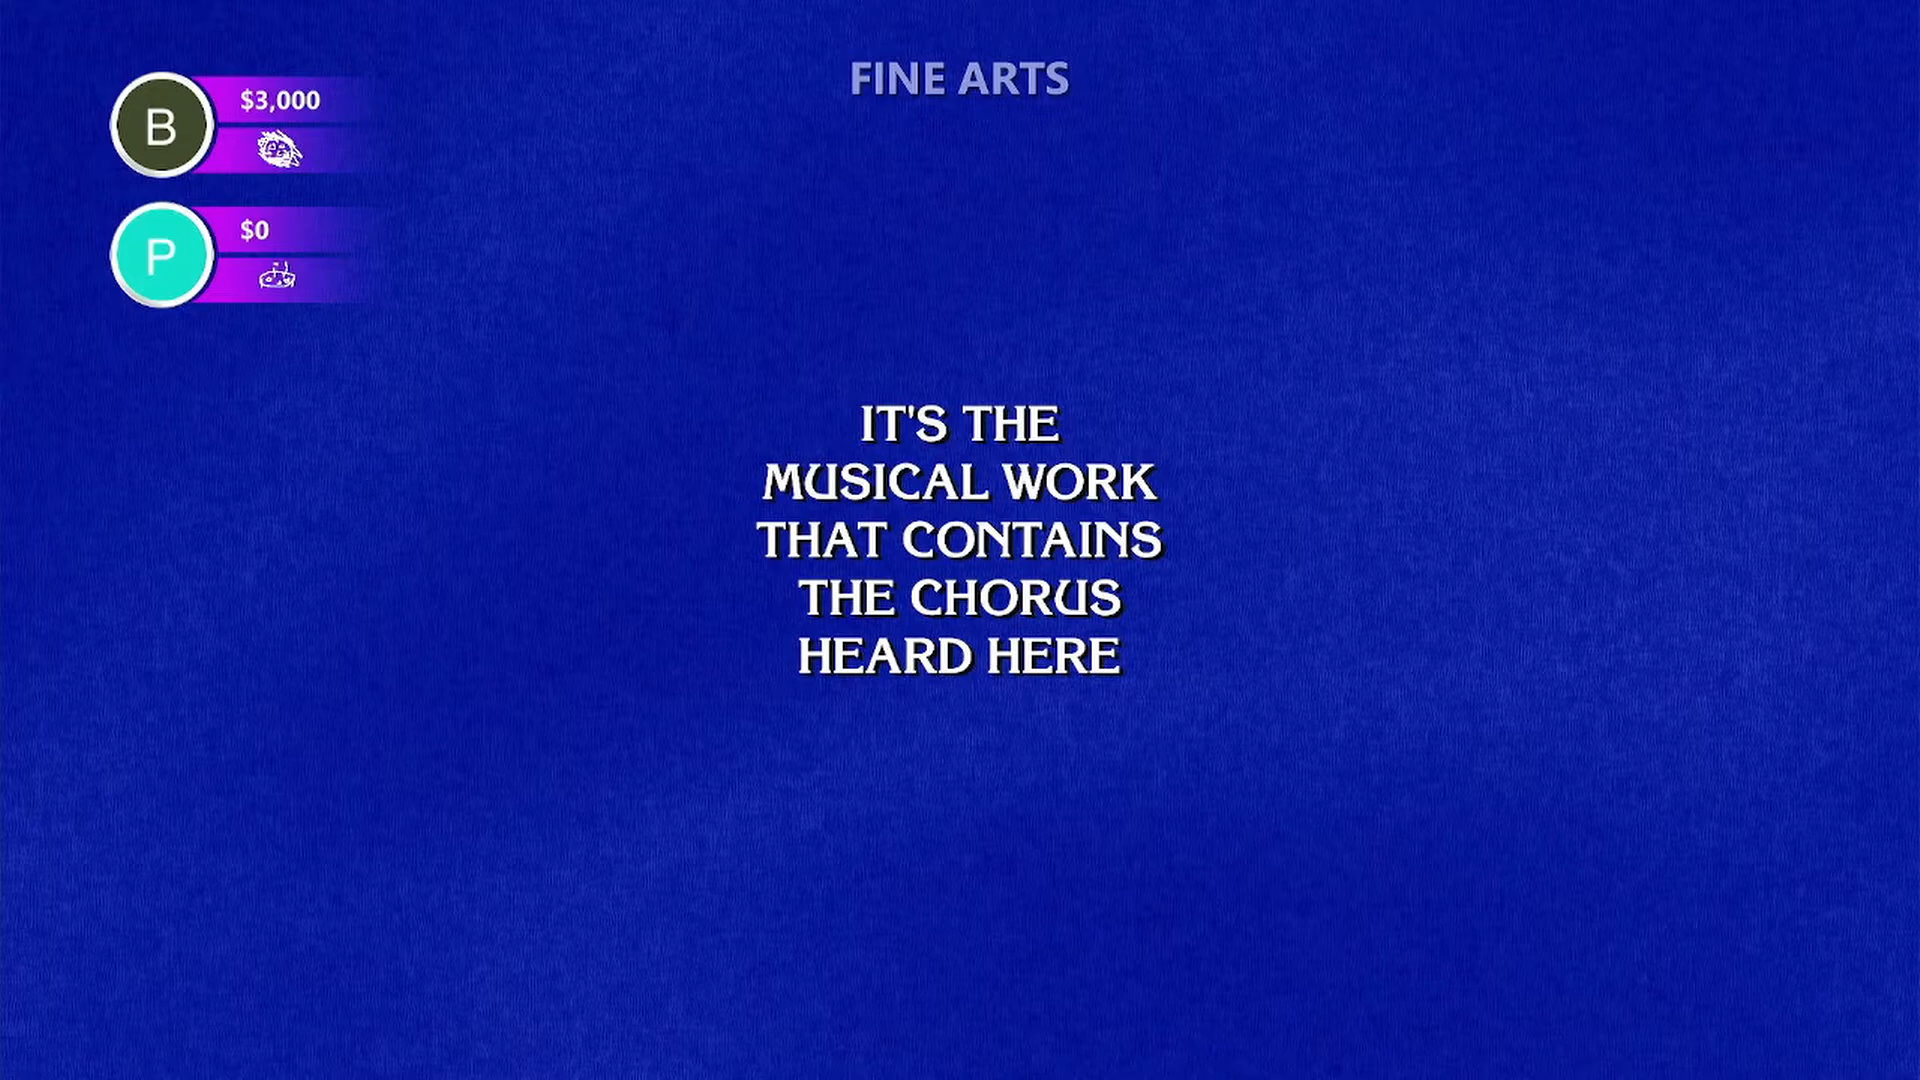 FINE ARTS
B
$3,000
P
$0
IT'S THE
MUSICAL WORK
THAT CONTAINS
THE CHORUS
HEARD HERE